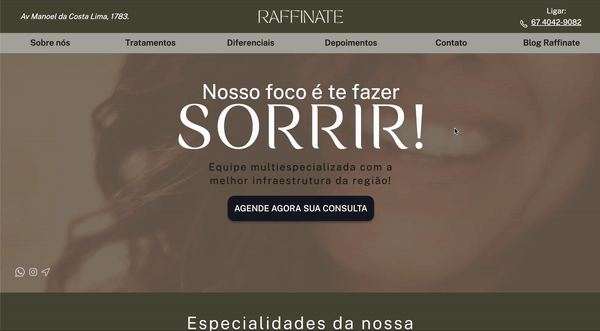 Av Manoel da Costa Lima, 1783.
RAFFINATE
Ligar:
67 4042-9082
Sobre nós
Tratamentos
Diferenciais
Depoimentos
Contato
Blog Raffinate
Nosso foco é te fazer
SORRIR!
Equipe multiespecializada com a
melhor infraestrutura da região!
AGENDE AGORA SUA CONSULTA
Especialidades da nossa